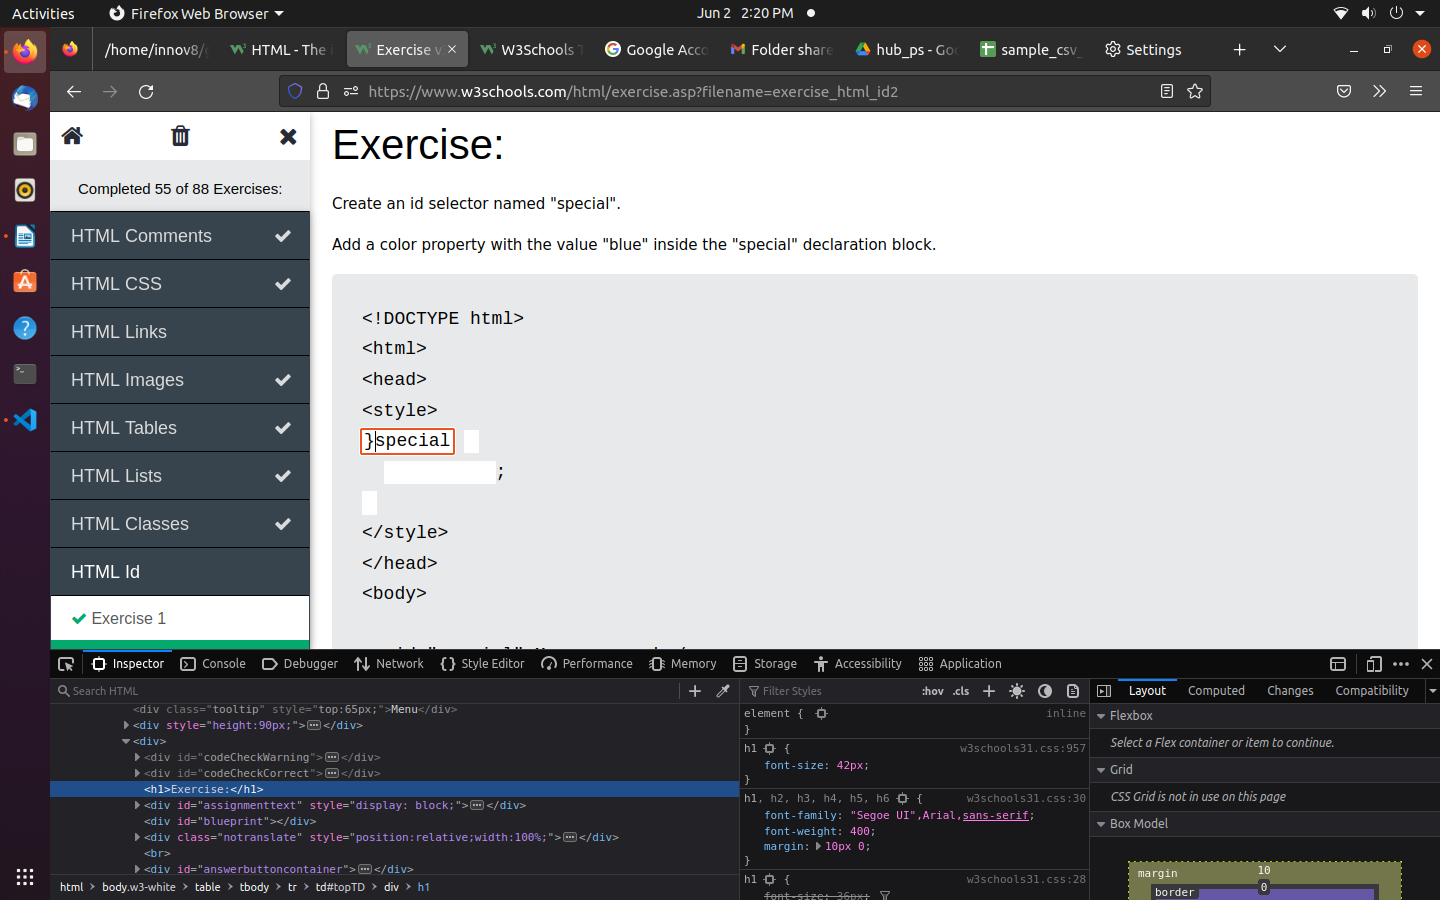 Activities
Firefox Web Browser
Jun 2 2:20 PM
/home/innov8/
HTML - The
Exercise v
W3Schools
Google Acco
Folder share
hub_ps - Goo
sample_csv_
Settings
https://www.w3schools.com/html/exercise.asp?filename=exercise_html_id2
Completed 55 of 88 Exercises:
HTML Comments
HTML CSS
HTML Links
HTML Images
HTML Tables
HTML Lists
HTML Classes
HTML Id
Exercise 1
Exercise:
Create an id selector named "special".
Add a color property with the value "blue" inside the "special" declaration block.
<!DOCTYPE html>
<html>
<head>
<style>
}special
;
</style>
</head>
<body>
Inspector
Console
Debugger
Network
Style Editor
Performance
Memory
Storage
Accessibility
Application
Search HTML
<div class="tooltip" style="top:65px;">Menu</div>
<div style="height:90px;"></div>
<div>
<div id="codeCheckWarning"></div>
<div id="codeCheckCorrect"></div>
<h1>Exercise:</h1>
<div id="assignmenttext" style="display: block;"></div>
<div id="blueprint"></div>
<div class="notranslate" style="position:relative;width:100%;"></div>
<br>
<div id="answerbuttoncontainer"></div>
html > body.w3-white > table > tbody > tr > td#topTD > div > h1
Filter Styles
:hov .cls
element { inline
}
h1 { w3schools31.css:957
font-size: 42px;
}
h1, h2, h3, h4, h5, h6 { w3schools31.css:30
font-family: "Segoe UI",Arial,sans-serif;
font-weight: 400;
margin: 10px 0;
}
h1 { w3schools31.css:28
font-size: 36px;
Layout
Computed
Changes
Compatibility
Flexbox
Select a Flex container or item to continue.
Grid
CSS Grid is not in use on this page
Box Model
margin 10
border 0